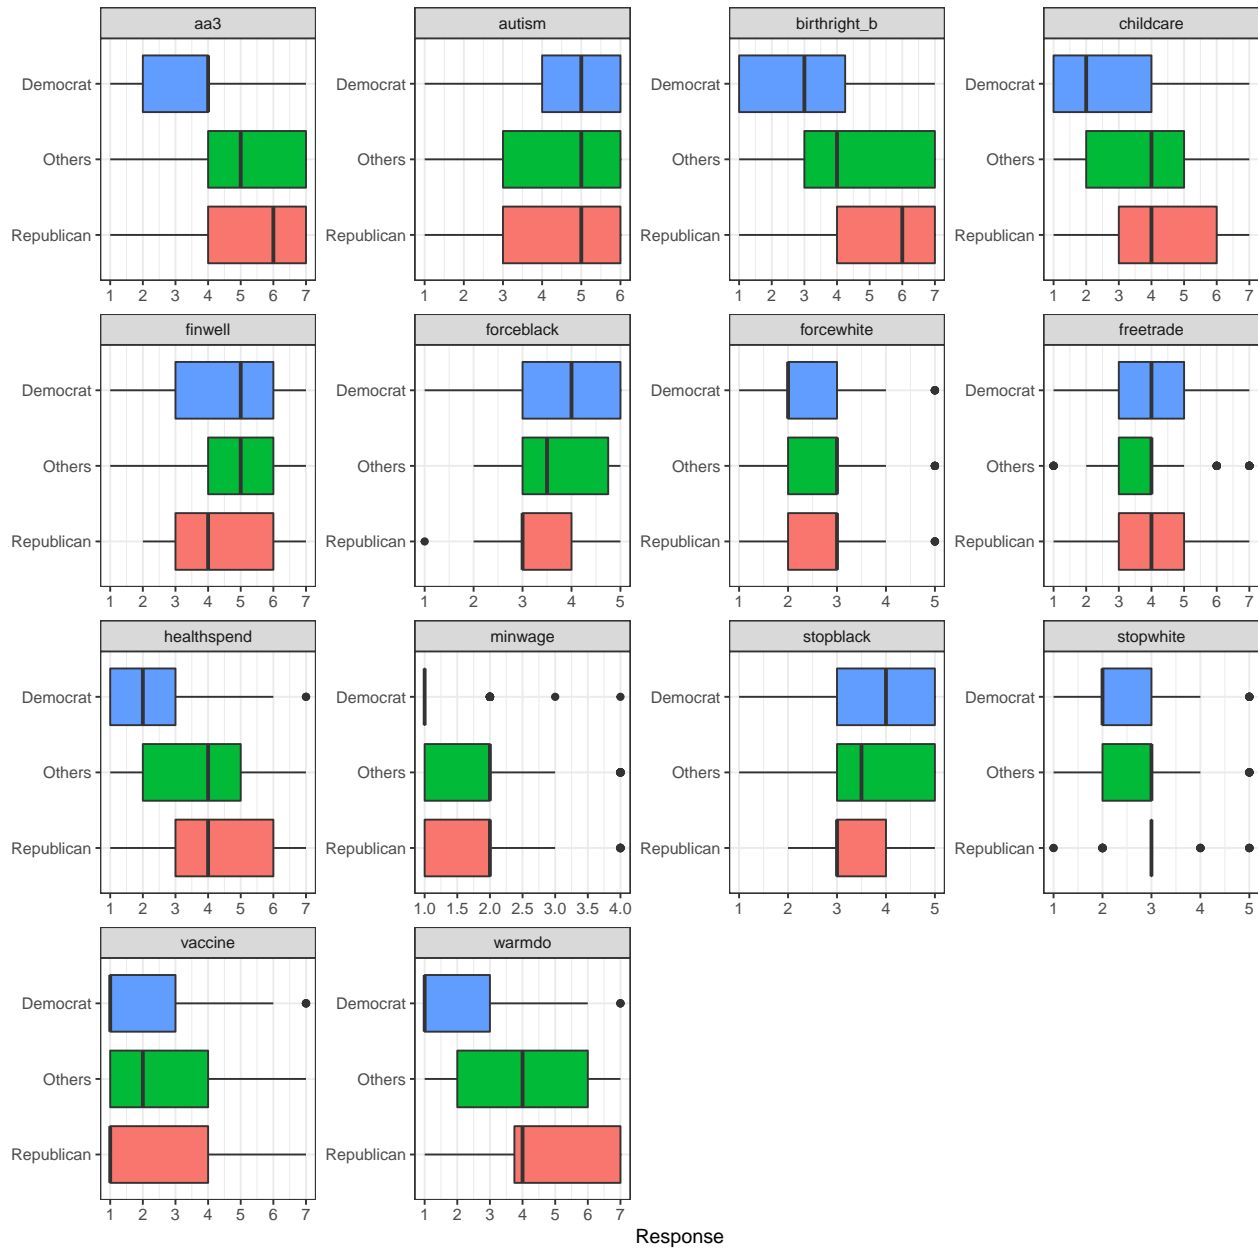 aa3 autism birthright_b childcare
Democrat Democrat Democrat Democrat
Others Others Others Others
Republican Republican Republican Republican
1 2 3 4 5 6 7 1 2 3 4 5 6 1 2 3 4 5 6 7 1 2 3 4 5 6 7
finwell forceblack forcewhite freetrade
Democrat Democrat Democrat Democrat
Others Others Others Others
Republican Republican Republican Republican
1 2 3 4 5 6 7 1 2 3 4 5 1 2 3 4 5 1 2 3 4 5 6 7
healthspend minwage stopblack stopwhite
Democrat Democrat Democrat Democrat
Others Others Others Others
Republican Republican Republican Republican
1 2 3 4 5 6 7 1.0 1.5 2.0 2.5 3.0 3.5 4.0 1 2 3 4 5 1 2 3 4 5
vaccine warmdo
Democrat Democrat
Others Others
Republican Republican
1 2 3 4 5 6 7 1 2 3 4 5 6 7
Response